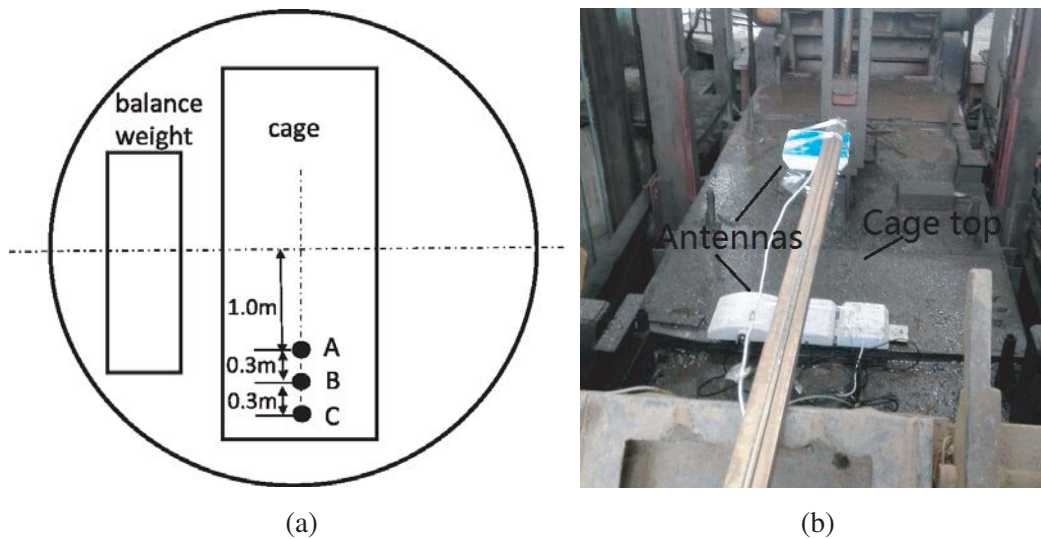 balance
weight
cage
1.0m
A
0.3m
B
0.3m
C
Antennas
Cage top
(a)
(b)